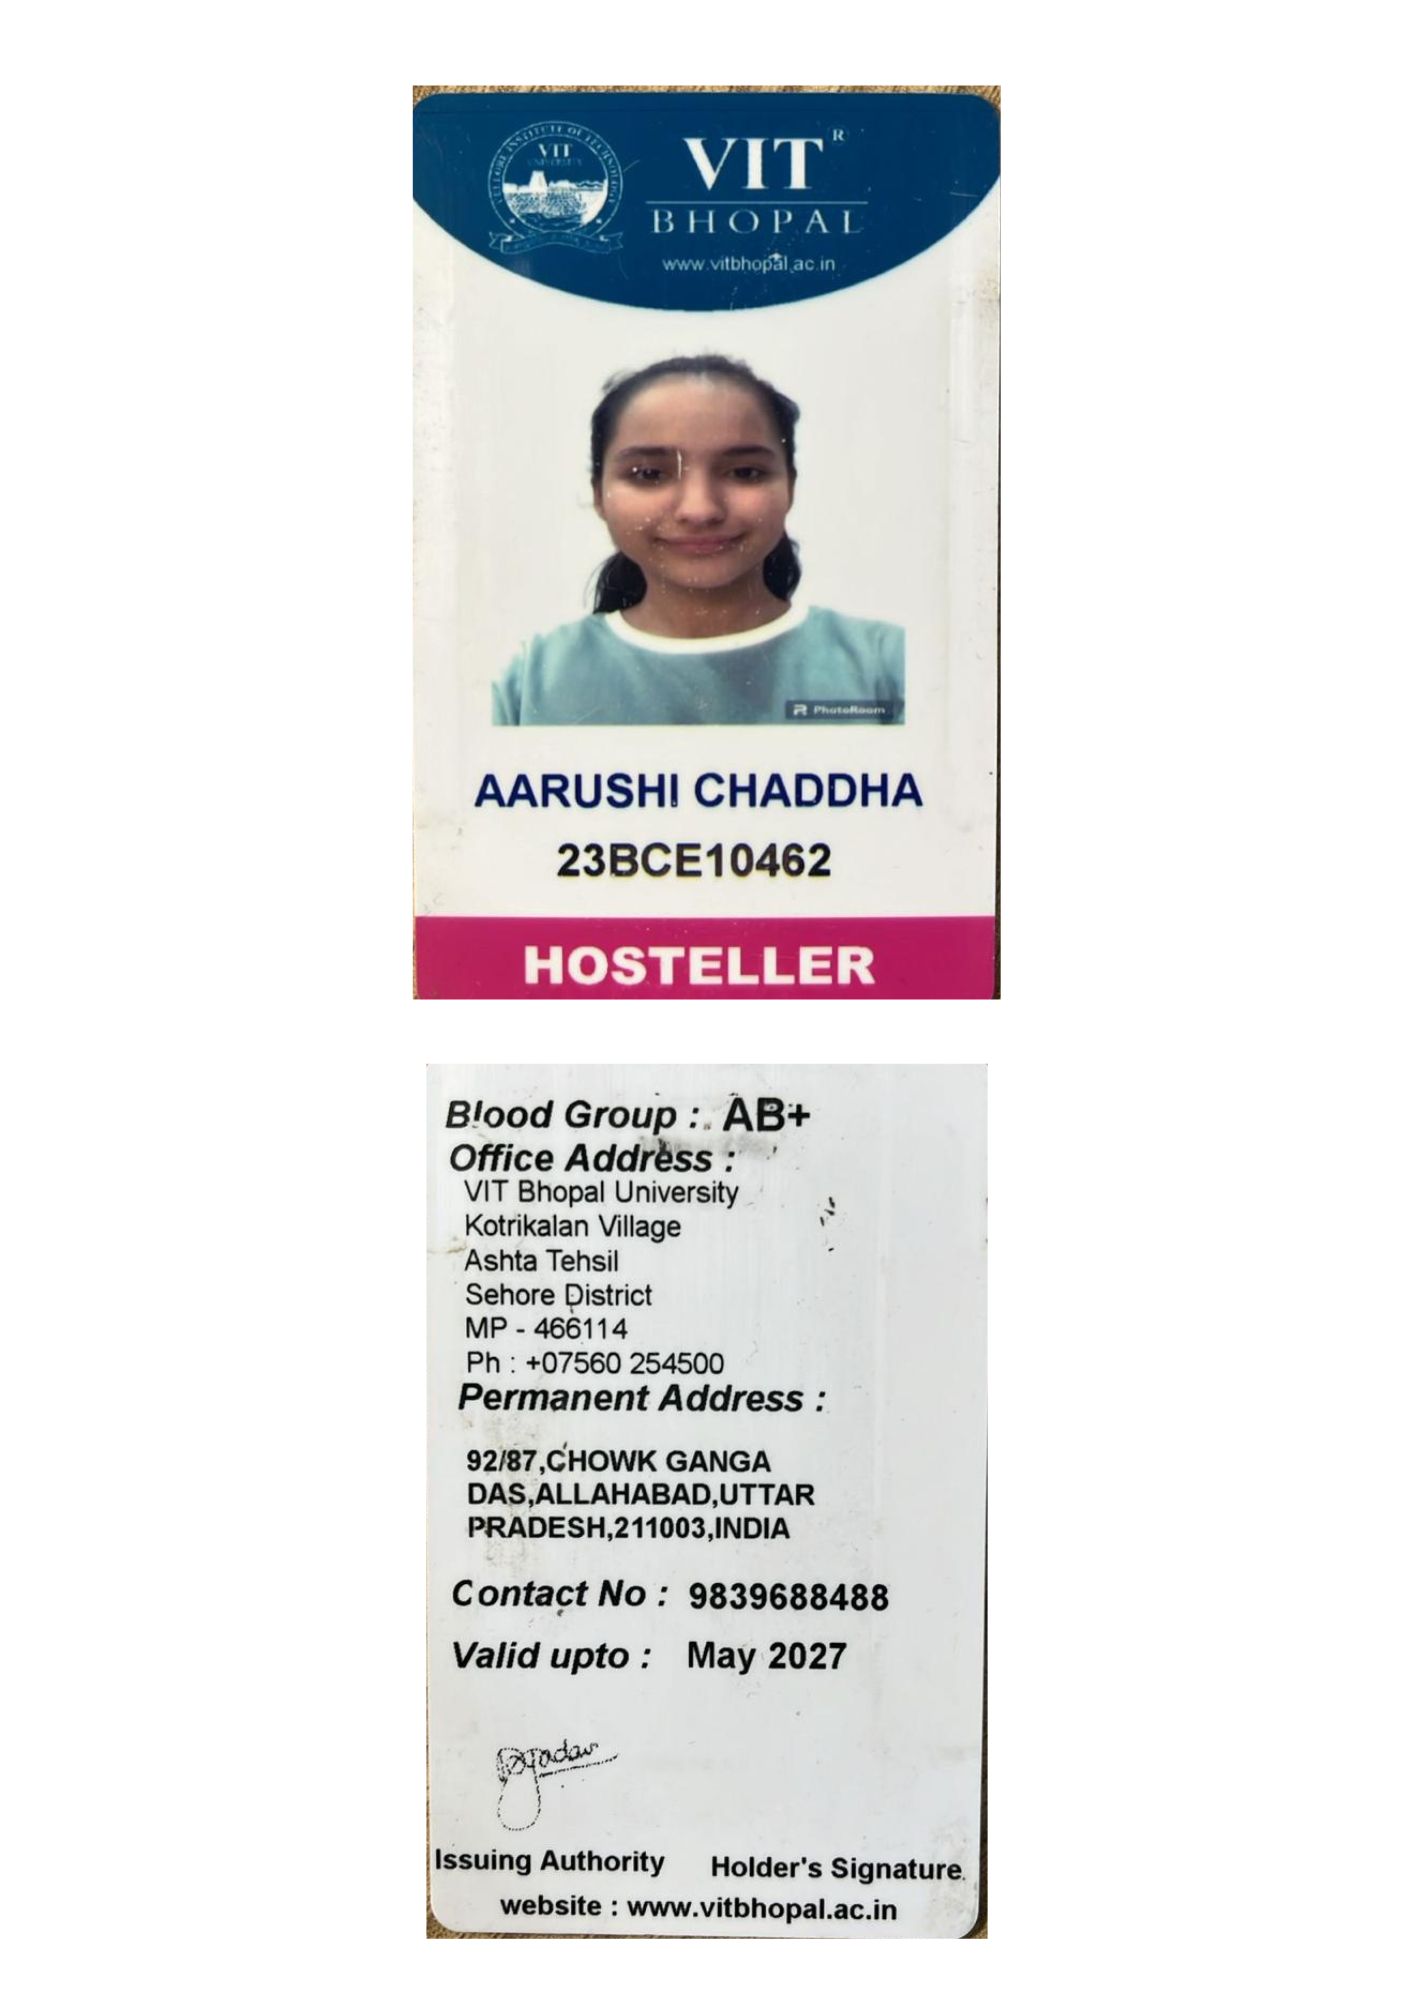 VELLORE INSTITUTE OF TECHNOLOGY
VIT
UNIVERSITY
VIT®
BHOPAL
www.vitbhopal.ac.in
PhotoRoom
AARUSHI CHADDHA
23BCE10462
HOSTELLER
Blood Group : AB+
Office Address :
VIT Bhopal University
Kotrikalan Village
Ashta Tehsil
Sehore District
MP - 466114
Ph : +07560 254500
Permanent Address :
92/87,CHOWK GANGA
DAS,ALLAHABAD,UTTAR
PRADESH,211003,INDIA
Contact No : 9839688488
Valid upto : May 2027
Issuing Authority Holder's Signature
website : www.vitbhopal.ac.in